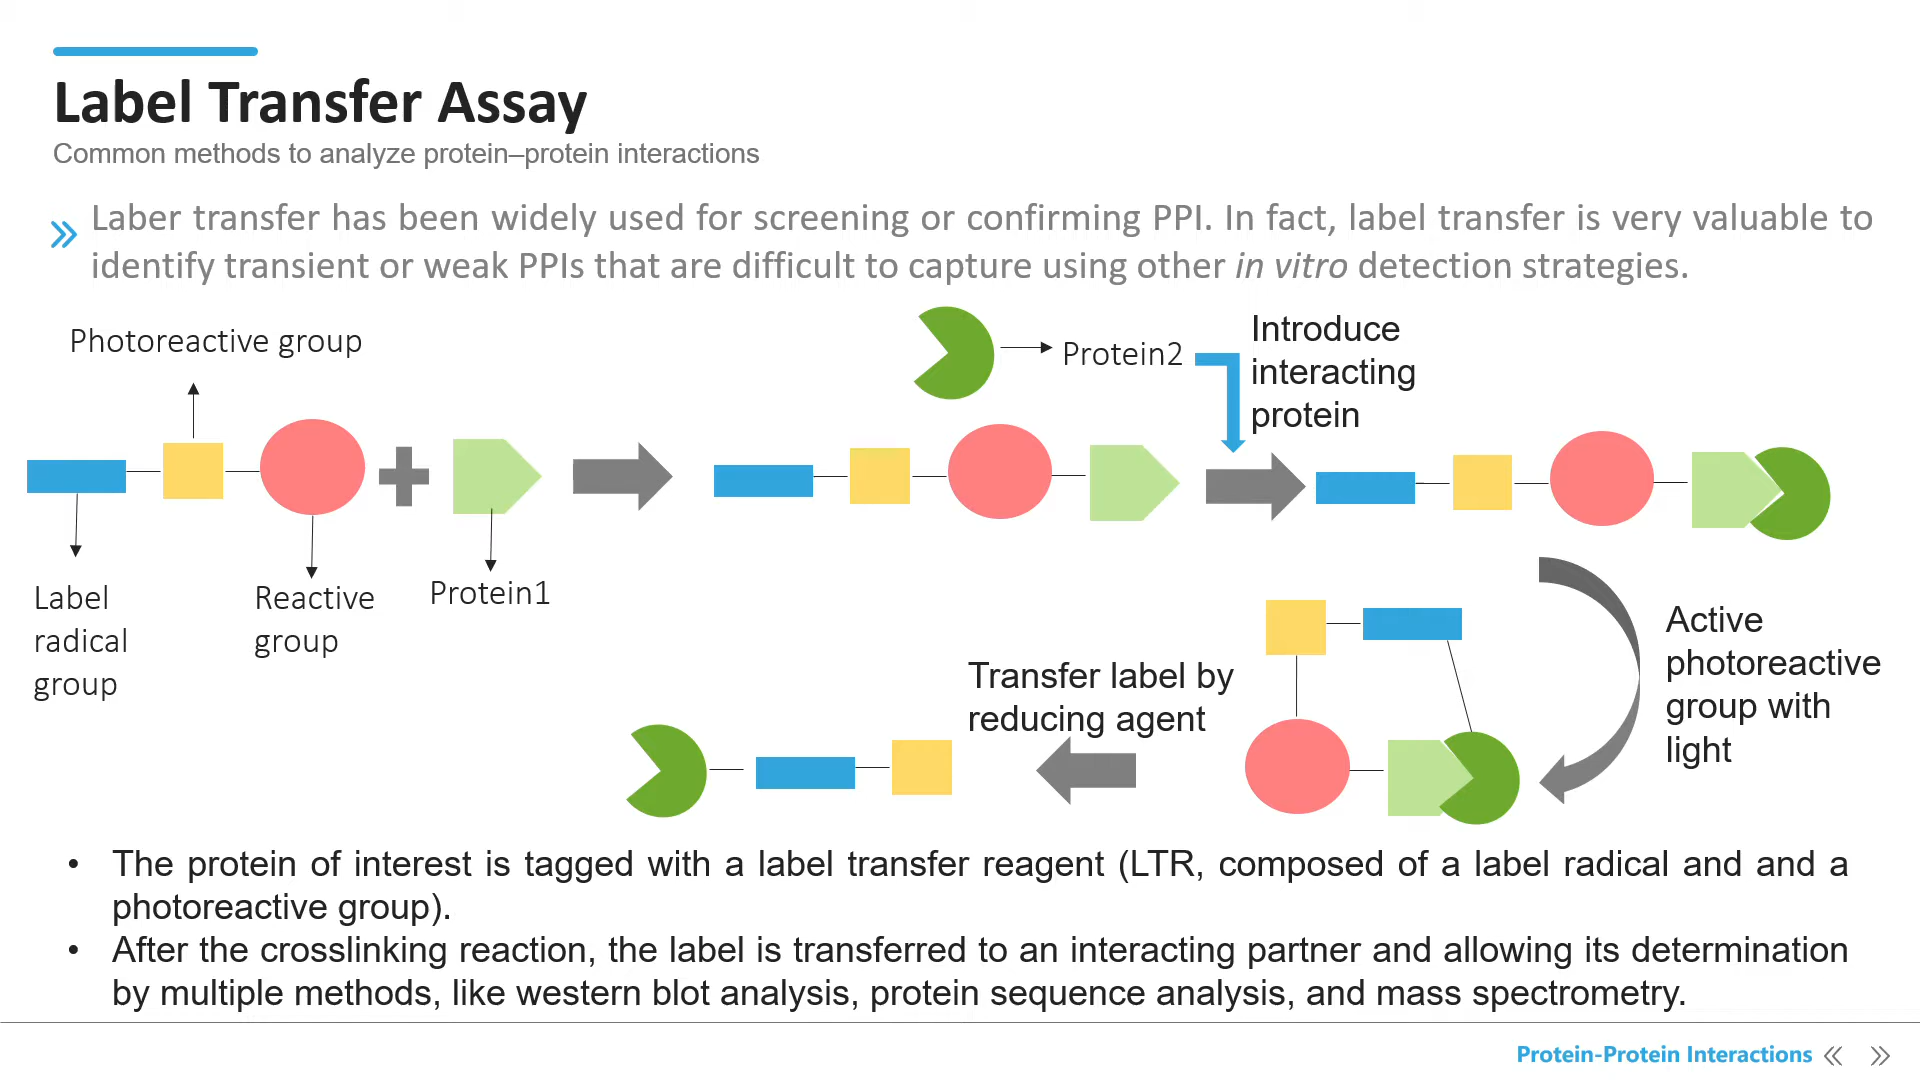 Label Transfer Assay
Common methods to analyze protein–protein interactions
Laber transfer has been widely used for screening or confirming PPI. In fact, label transfer is very valuable to
identify transient or weak PPIs that are difficult to capture using other in vitro detection strategies.
Photoreactive group
Protein2
Introduce
interacting
protein
Label
radical
group
Reactive
group
Protein1
Active
photoreactive
group with
light
Transfer label by
reducing agent
• The protein of interest is tagged with a label transfer reagent (LTR, composed of a label radical and and a
photoreactive group).
• After the crosslinking reaction, the label is transferred to an interacting partner and allowing its determination
by multiple methods, like western blot analysis, protein sequence analysis, and mass spectrometry.
Protein-Protein Interactions